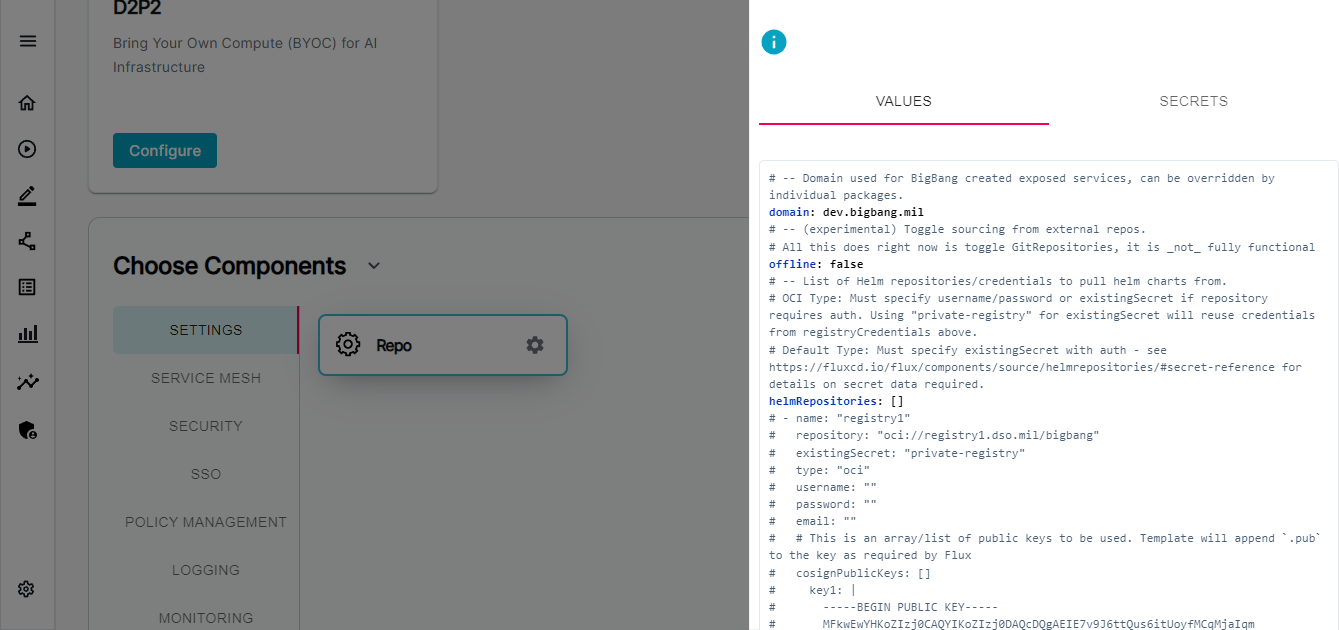 D2P2
Bring Your Own Compute (BYOC) for AI
Infrastructure
Configure
Choose Components
SETTINGS
SERVICE MESH
SECURITY
SSO
POLICY MANAGEMENT
LOGGING
MONITORING
Repo
VALUES
SECRETS
# -- Domain used for BigBang created exposed services, can be overridden by
individual packages.
domain: dev.bigbang.mil
# -- (experimental) Toggle sourcing from external repos.
# All this does right now is toggle GitRepositories, it is _not_ fully functional
offline: false
# -- List of Helm repositories/credentials to pull helm charts from.
# OCI Type: Must specify username/password or existingSecret if repository
requires auth. Using "private-registry" for existingSecret will reuse credentials
from registryCredentials above.
# Default Type: Must specify existingSecret with auth - see
https://fluxcd.io/flux/components/source/helmrepositories/#secret-reference for
details on secret data required.
helmRepositories: []
# - name: "registry1"
#   repository: "oci://registry1.dso.mil/bigbang"
#   existingSecret: "private-registry"
#   type: "oci"
#   username: ""
#   password: ""
#   email: ""
#   # This is an array/list of public keys to be used. Template will append `.pub`
to the key as required by Flux
#   cosignPublicKeys: []
#     key1: |
#       -----BEGIN PUBLIC KEY-----
#       MFkwEwYHKoZIzj0CAQYIKoZIzj0DAQcDQgAEIE7v9J6ttQus6itUoyfMCqMjaIqm